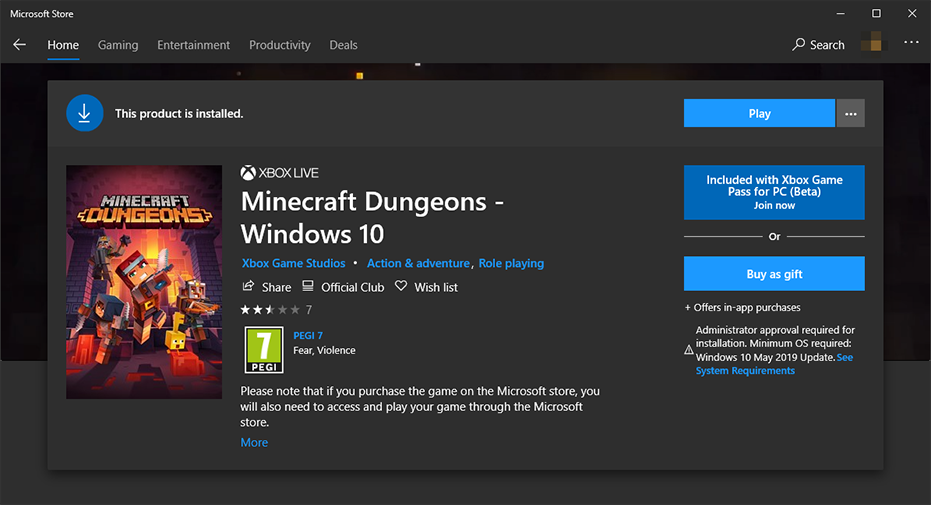 Microsoft Store
Home Gaming Entertainment Productivity Deals Search
This product is installed.
Play
MINECRAFT
DUNGEONS
XBOX LIVE
Minecraft Dungeons -
Windows 10
Xbox Game Studios • Action & adventure, Role playing
Share Official Club Wish list
7
7
PEGI
PEGI 7
Fear, Violence
Please note that if you purchase the game on the Microsoft store, you
will also need to access and play your game through the Microsoft
store.
More
Included with Xbox Game
Pass for PC (Beta)
Join now
Or
Buy as gift
+ Offers in-app purchases
Administrator approval required for
installation. Minimum OS required:
Windows 10 May 2019 Update. See
System Requirements